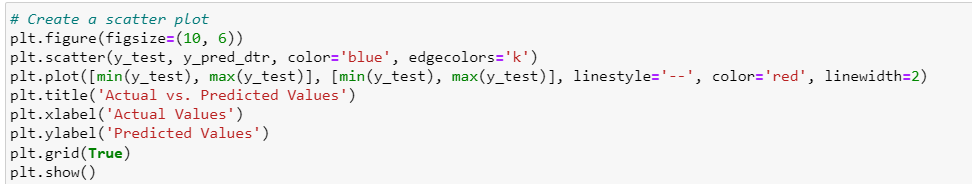 # Create a scatter plot
plt.figure(figsize=(10, 6))
plt.scatter(y_test, y_pred_dtr, color='blue', edgecolors='k')
plt.plot([min(y_test), max(y_test)], [min(y_test), max(y_test)], linestyle='--', color='red', linewidth=2)
plt.title('Actual vs. Predicted Values')
plt.xlabel('Actual Values')
plt.ylabel('Predicted Values')
plt.grid(True)
plt.show()